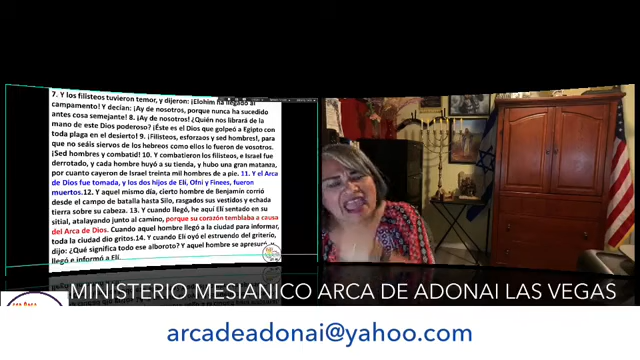 7. Y los filisteos tuvieron temor, y dijeron: ¡Elohim ha llegado al
campamento! Y decían: ¡Ay de nosotros, porque nunca ha sucedido
antes cosa semejante! 8. ¡Ay de nosotros! ¿Quién nos librará de la
mano de este Dios poderoso? ¡Éste es el Dios que golpeó a Egipto con
toda plaga en el desierto! 9. ¡Filisteos, esforzaos y sed hombres!, para
que no seáis siervos de los hebreos como ellos lo fueron de vosotros.
¡Sed hombres y combatid! 10. Y combatieron los filisteos, e Israel fue
derrotado, y cada hombre huyó a su tienda, y hubo una gran matanza,
por cuanto cayeron de Israel treinta mil hombres de a pie. 11. Y el Arca
de Dios fue tomada, y los dos hijos de Elí, Ofni y Finees, fueron
muertos.12. Y aquel mismo día, cierto hombre de Benjamín corrió
desde el campo de batalla hasta Silo, rasgados sus vestidos y echada
tierra sobre su cabeza. 13. Y cuando llegó, he aquí Elí sentado en su
sitial, atalayando junto al camino, porque su corazón temblaba a causa
del Arca de Dios. Cuando aquel hombre llegó a la ciudad para informar,
toda la ciudad dio gritos.14. Y cuando Elí oyó el estruendo del griterío,
dijo: ¿Qué significa todo ese alboroto? Y aquel hombre se apresuró y
llegó e informó a Elí.
MINISTERIO MESIANICO ARCA DE ADONAI LAS VEGAS
arcadeadonai@yahoo.com